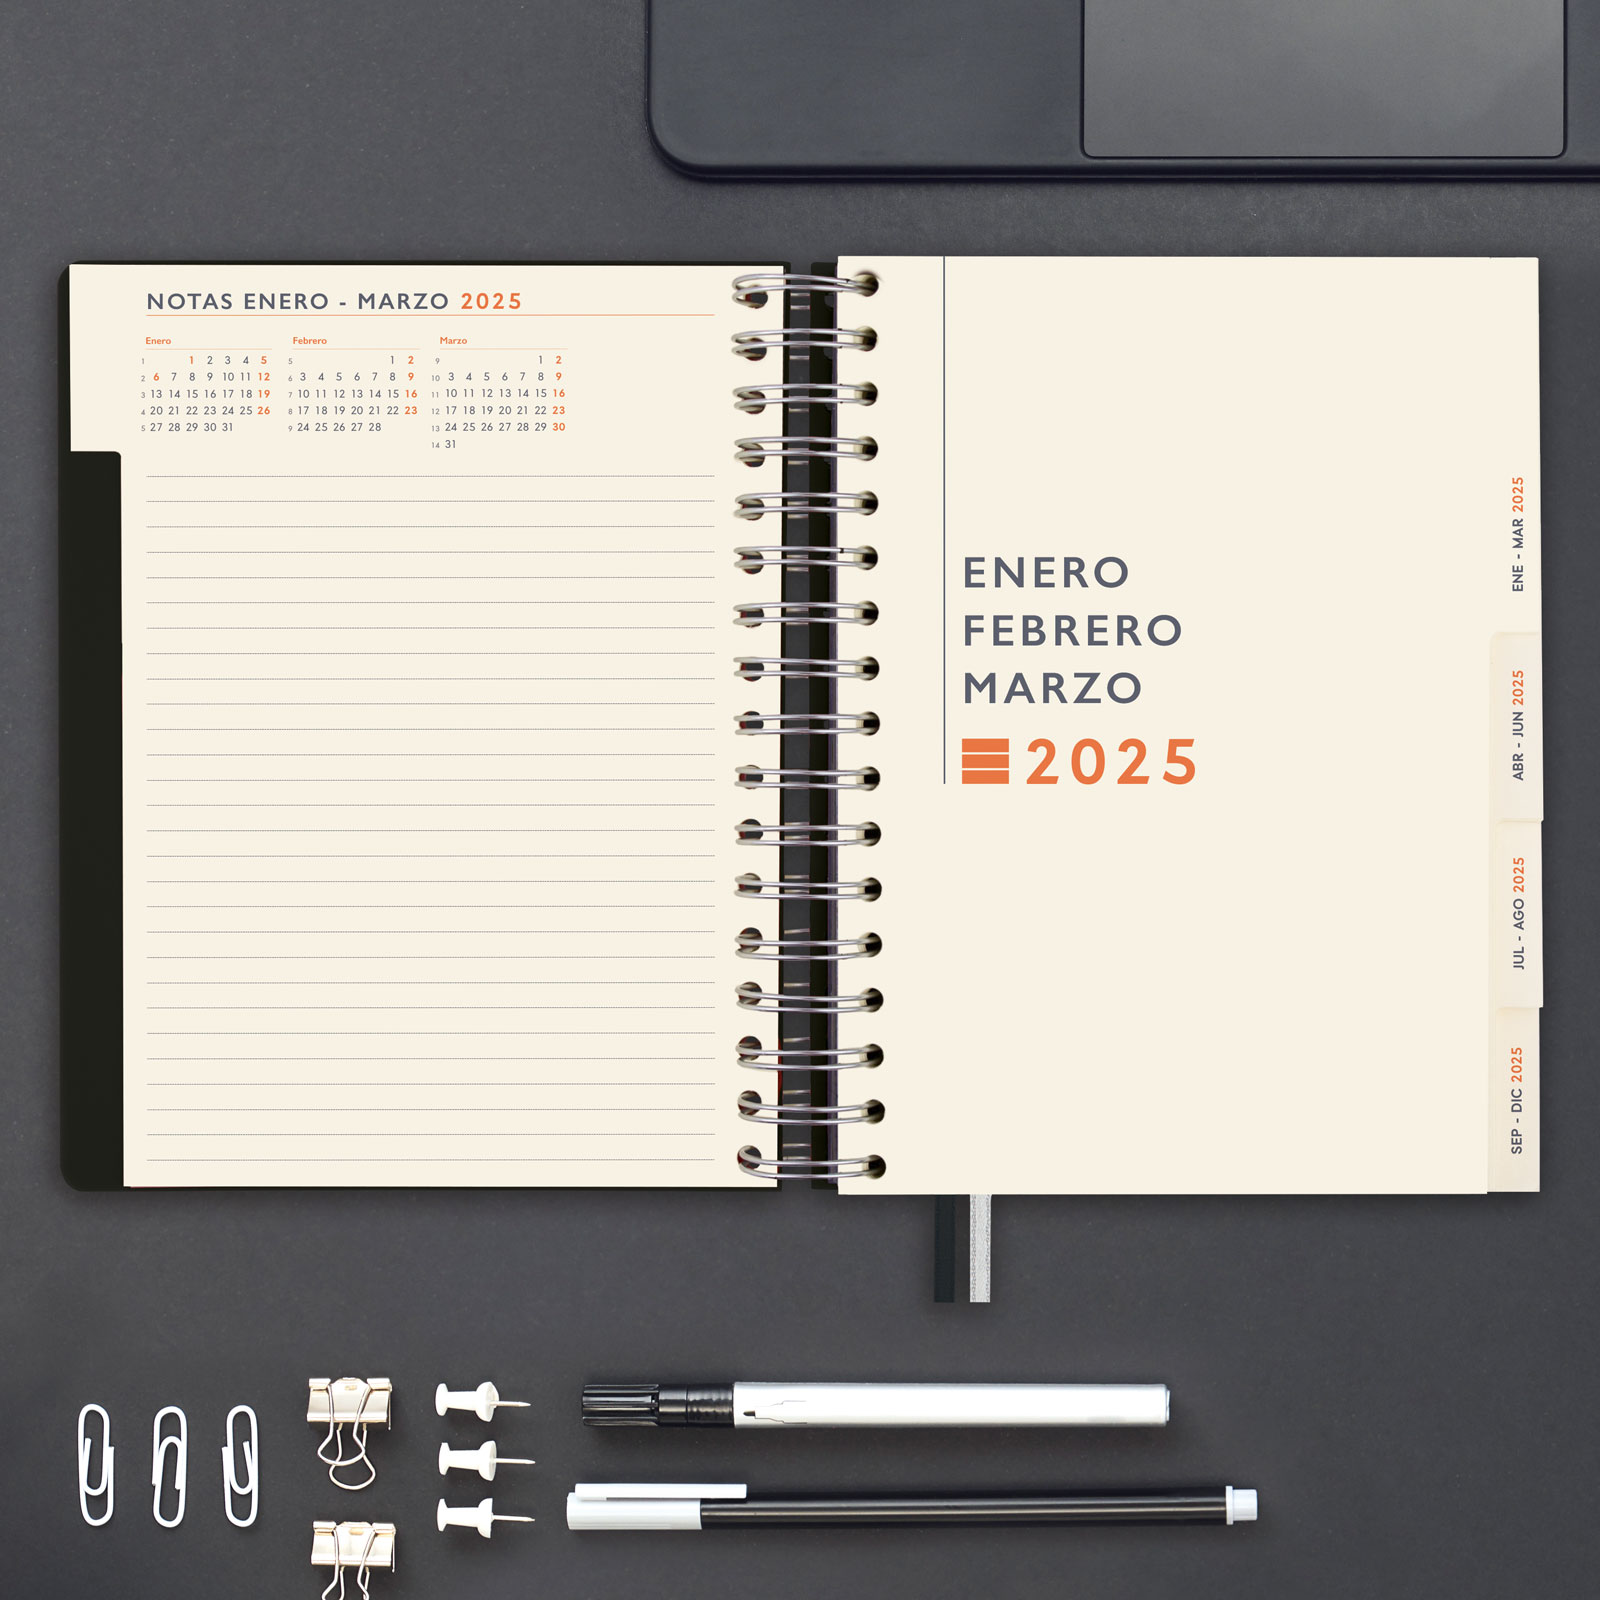 NOTAS ENERO - MARZO 2025
Enero
1 1 2 3 4 5
2 6 7 8 9 10 11 12
3 13 14 15 16 17 18 19
4 20 21 22 23 24 25 26
5 27 28 29 30 31
Febrero
5 1 2
6 3 4 5 6 7 8 9
7 10 11 12 13 14 15 16
8 17 18 19 20 21 22 23
9 24 25 26 27 28
Marzo
9 1 2
10 3 4 5 6 7 8 9
11 10 11 12 13 14 15 16
12 17 18 19 20 21 22 23
13 24 25 26 27 28 29 30
14 31
ENERO
FEBRERO
MARZO
2025
ENE - MAR 2025
ABR - JUN 2025
JUL - AGO 2025
SEP - DIC 2025